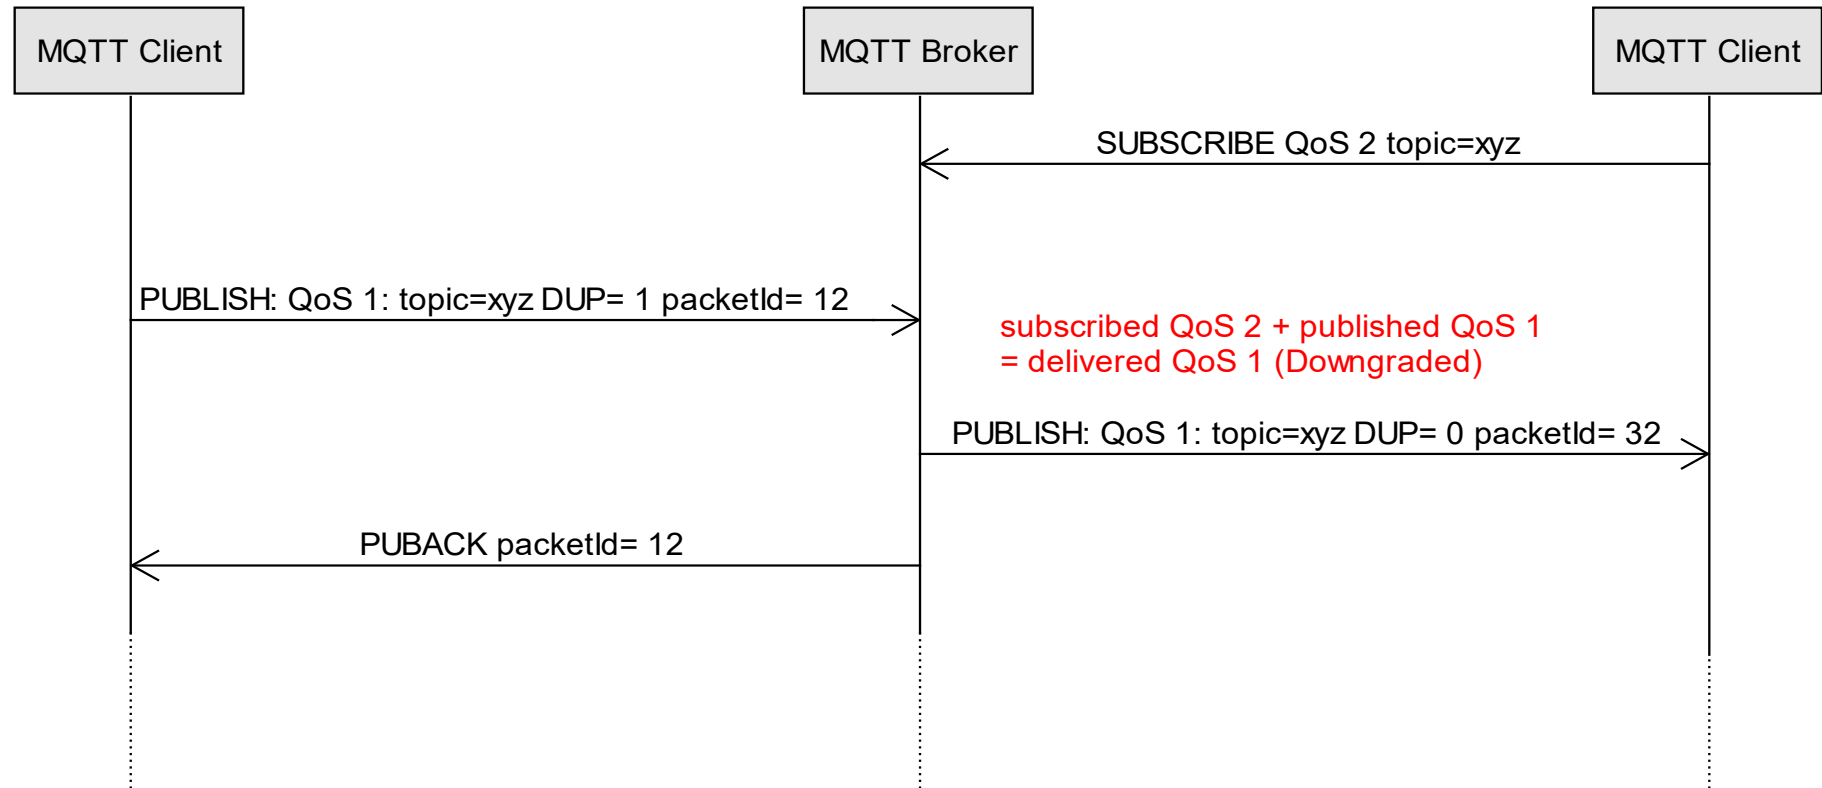 MQTT Client
MQTT Broker
MQTT Client
SUBSCRIBE QoS 2 topic=xyz
PUBLISH: QoS 1: topic=xyz DUP= 1 packetId= 12
subscribed QoS 2 + published QoS 1
= delivered QoS 1 (Downgraded)
PUBLISH: QoS 1: topic=xyz DUP= 0 packetId= 32
PUBACK packetId= 12